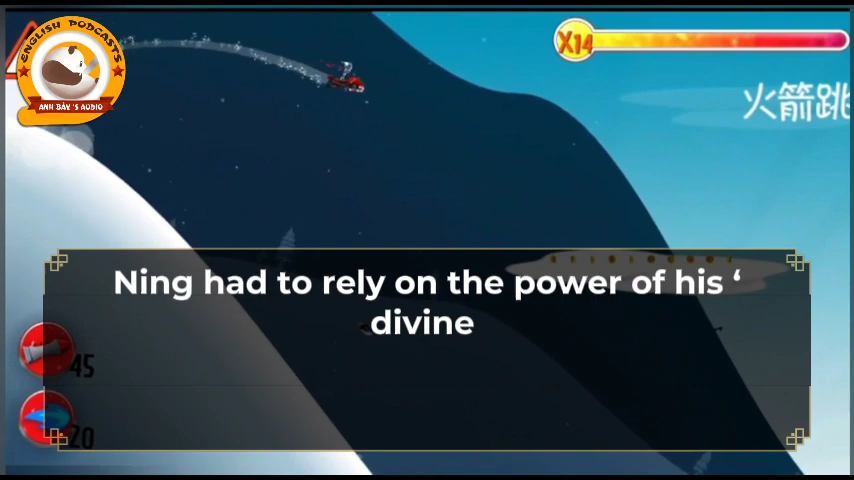 ENGLISH PODCASTS
ANH BẢY 'S AUDIO
X14
火箭跳
Ning had to rely on the power of his ‘
divine
45
20